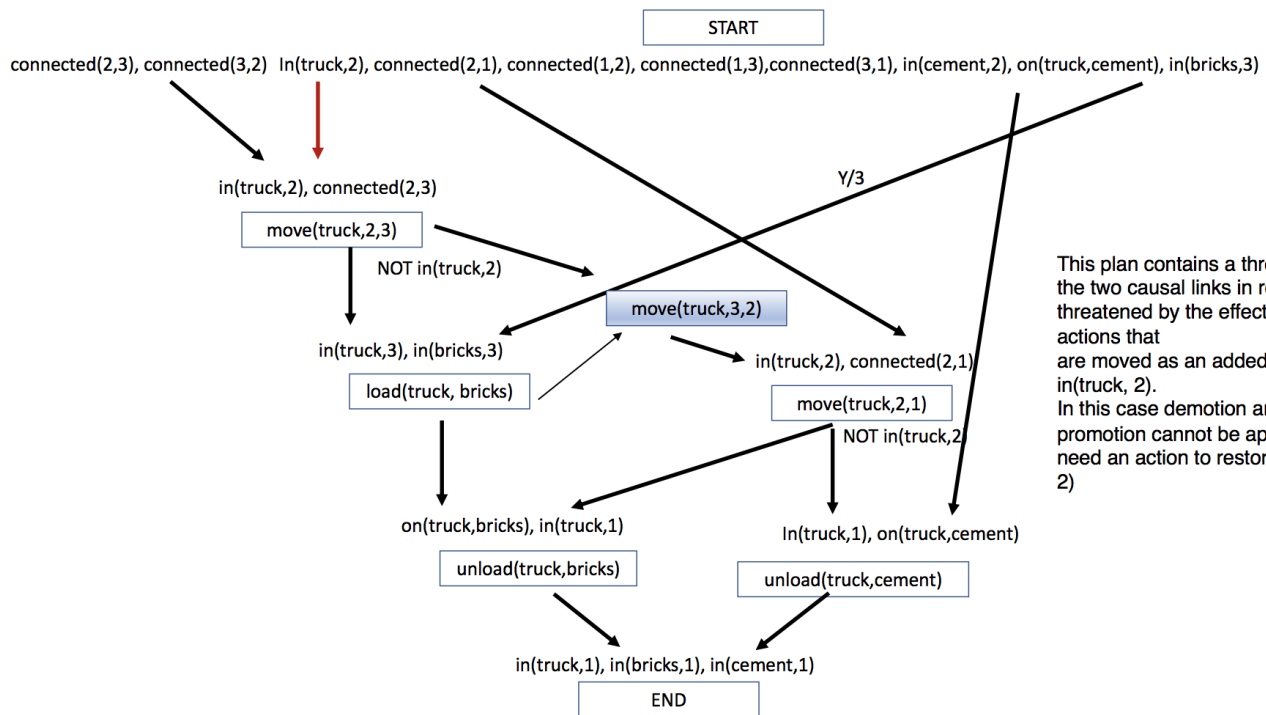 START
connected(2,3), connected(3,2) In(truck,2), connected(2,1), connected(1,2), connected(1,3),connected(3,1), in(cement,2), on(truck,cement), in(bricks,3)
Y/3
in(truck,2), connected(2,3)
move(truck,2,3)
NOT in(truck,2)
move(truck,3,2)
in(truck,3), in(bricks,3)
in(truck,2), connected(2,1)
load(truck, bricks)
move(truck,2,1)
NOT in(truck,2)
on(truck,bricks), in(truck,1)
In(truck,1), on(truck,cement)
unload(truck,bricks)
unload(truck,cement)
in(truck,1), in(bricks,1), in(cement,1)
END
This plan contains a thr
the two causal links in r
threatened by the effect
actions that
are moved as an added
in(truck, 2).
In this case demotion a
promotion cannot be ap
need an action to restor
2)